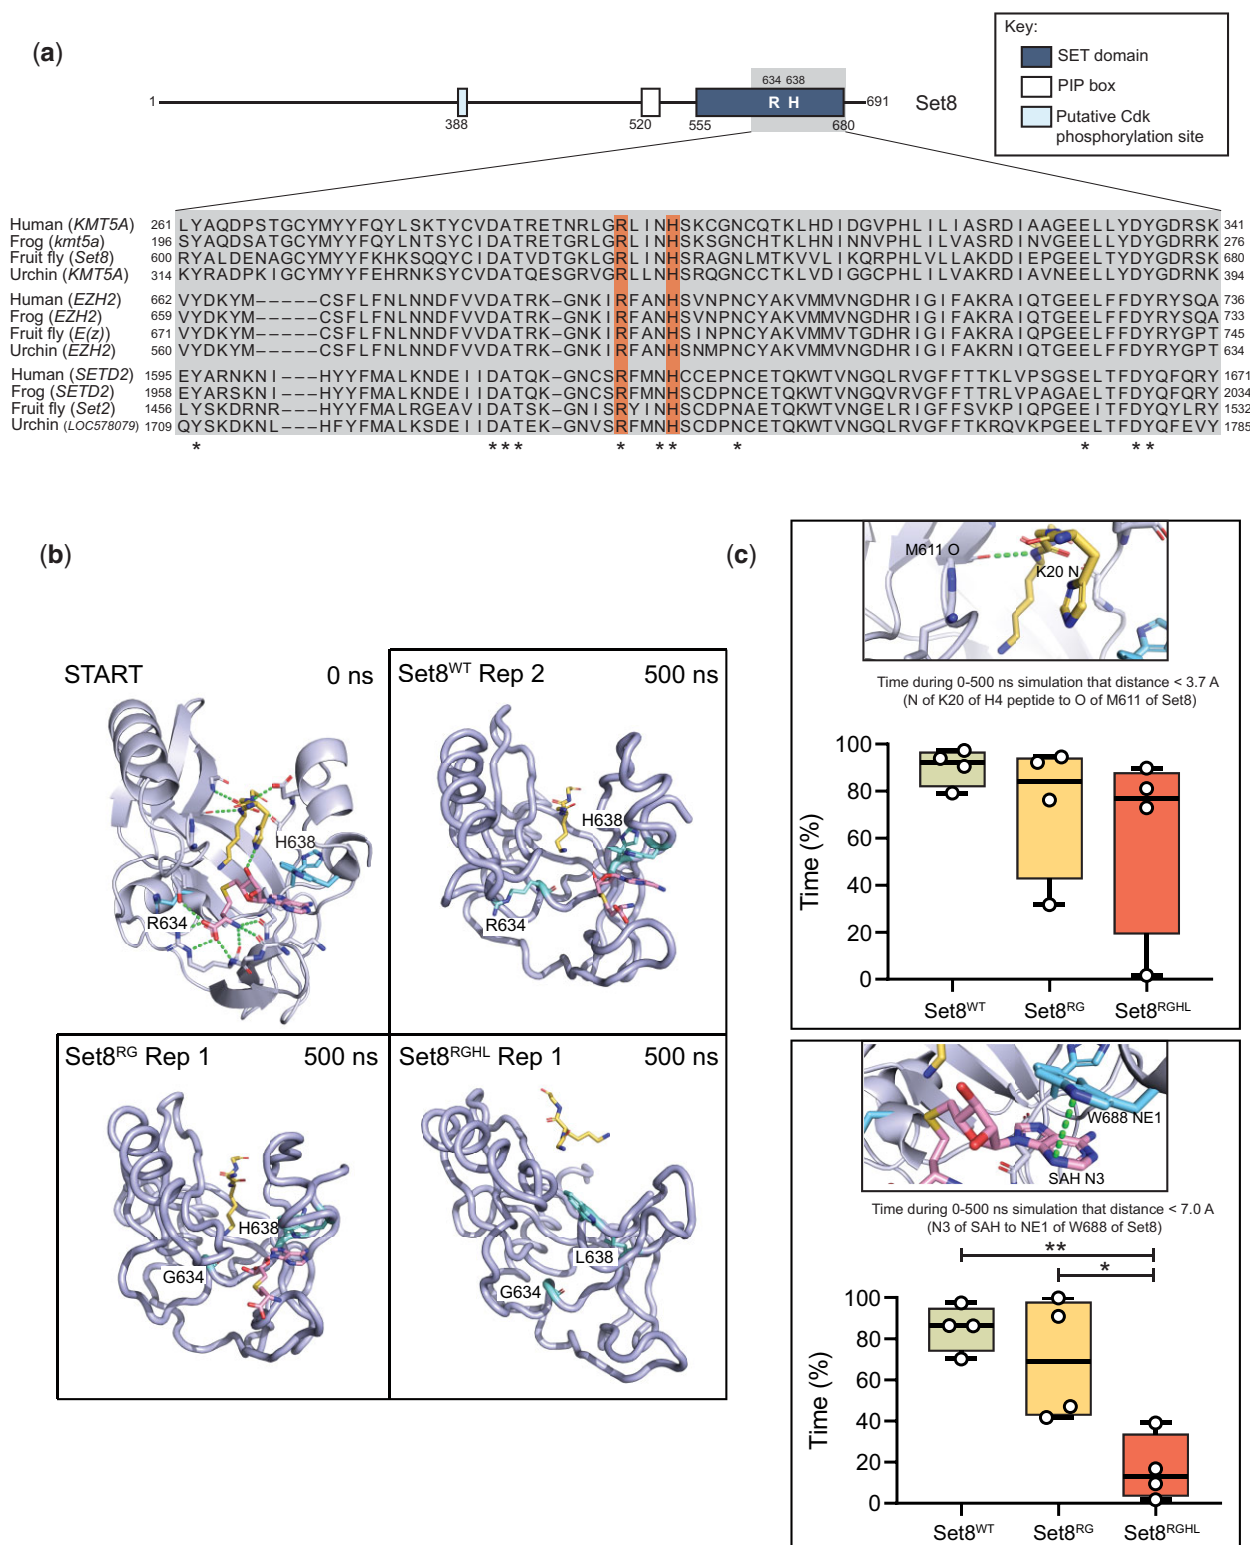 (a)
Key:
SET domain
PIP box
Putative Cdk
phosphorylation site
634 638
1
R H
691
Set8
388
520
555
680
Human (KMT5A) 261 LYAQDPSTGCYMYYFQYLSKTYCVDATRETNRLGRLINHSKCGNCQTKLHDIDGVPHLILIASRDIAAGEELLYDYGDRSK 341
Frog (kmt5a) 196 SYAQDSATGCYMYYFQYLNTSYCIDATRETGRLGRLINHSKSGNCHTKLHNINNVPHLILVASRDINVGEELLYDYGDRRK 276
Fruit fly (Set8) 600 RYALDENAGCYMYYFKHKSQQYCIDATVDTGKLGRLINHSRAGNLMTKVVLIKQRPHLVLLAKDDIEPGEELTYDYGDRSK 680
Urchin (KMT5A) 314 KYRADPKIGCYMYYFEHRNKSYCVDATQESGRVGRLLNHSRQGNCCTKLVDIGGCPHLILVAKRDIAVNEELLYDYGDRNK 394
Human (EZH2) 662 VYDKYM–––––CSFLFNLNNDFVVDATRK–GNKIRFANHSVNPNCYAKVMMVNGDHRIGIFAKRAIQTGEELFFDYRYSQA 736
Frog (EZH2) 659 VYDKYM–––––CSFLFNLNNDFVVDATRK–GNKIRFANHSVNPNCYAKVMMVNGDHRIGIFAKRAIQTGEELFFDYRYSQA 733
Fruit fly (E(z)) 671 VYDKYM–––––CSFLFNLNNDFVVDATRK–GNKIRFANHSINPNCYAKVMMVTGDHRIGIFAKRAIQPGEELFFDYRYGPT 745
Urchin (EZH2) 560 VYDKYM–––––CSFLFNLNNDFVVDATRK–GNKIRFANHSNMPNCYAKVMMVNGDHRIGIFAKRNIQTGEELFFDYRYGPT 634
Human (SETD2) 1595 EYARNKNI–––HYYFMALKNDEIIDATQK–GNCSRFMNHCCEPNCETQKWTVNGQLRVGFFTTKLVPSGSELTFDYQFQRY 1671
Frog (SETD2) 1958 EYARSKNI–––HYYFMALKNDEIIDATQK–GNCSRFMNHSCDPNCETQKWTVNGQLRVGFFTTRLVPAGAELTFDYQFQRY 2034
Fruit fly (Set2) 1456 LYSKDRNR–––HYYFMALRGEAVIDATSK–GNISRYINHSCDPNAETQKWTVNGELRIGFFSVKPIQPGEEITFDYQYLRY 1532
Urchin (LOC578079) 1709 QYSKDKNL–––HFYFMALKSDEIIDATEK–GNVSRFMNHSCDPNCETQKWTVNGQLRVGFFTKRQVKPGEELTFDYQFEVY 1785
* *** * ** * * **
(b)
START 0 ns
H638
R634
Set8WT Rep 2 500 ns
H638
R634
Set8RG Rep 1 500 ns
H638
G634
Set8RGHL Rep 1 500 ns
L638
G634
(c)
M611 O
K20 N
Time during 0-500 ns simulation that distance < 3.7 A
(N of K20 of H4 peptide to O of M611 of Set8)
Time (%)
100
80
60
40
20
0
Set8WT Set8RG Set8RGHL
W688 NE1
SAH N3
Time during 0-500 ns simulation that distance < 7.0 A
(N3 of SAH to NE1 of W688 of Set8)
**
*
Time (%)
100
80
60
40
20
0
Set8WT Set8RG Set8RGHL